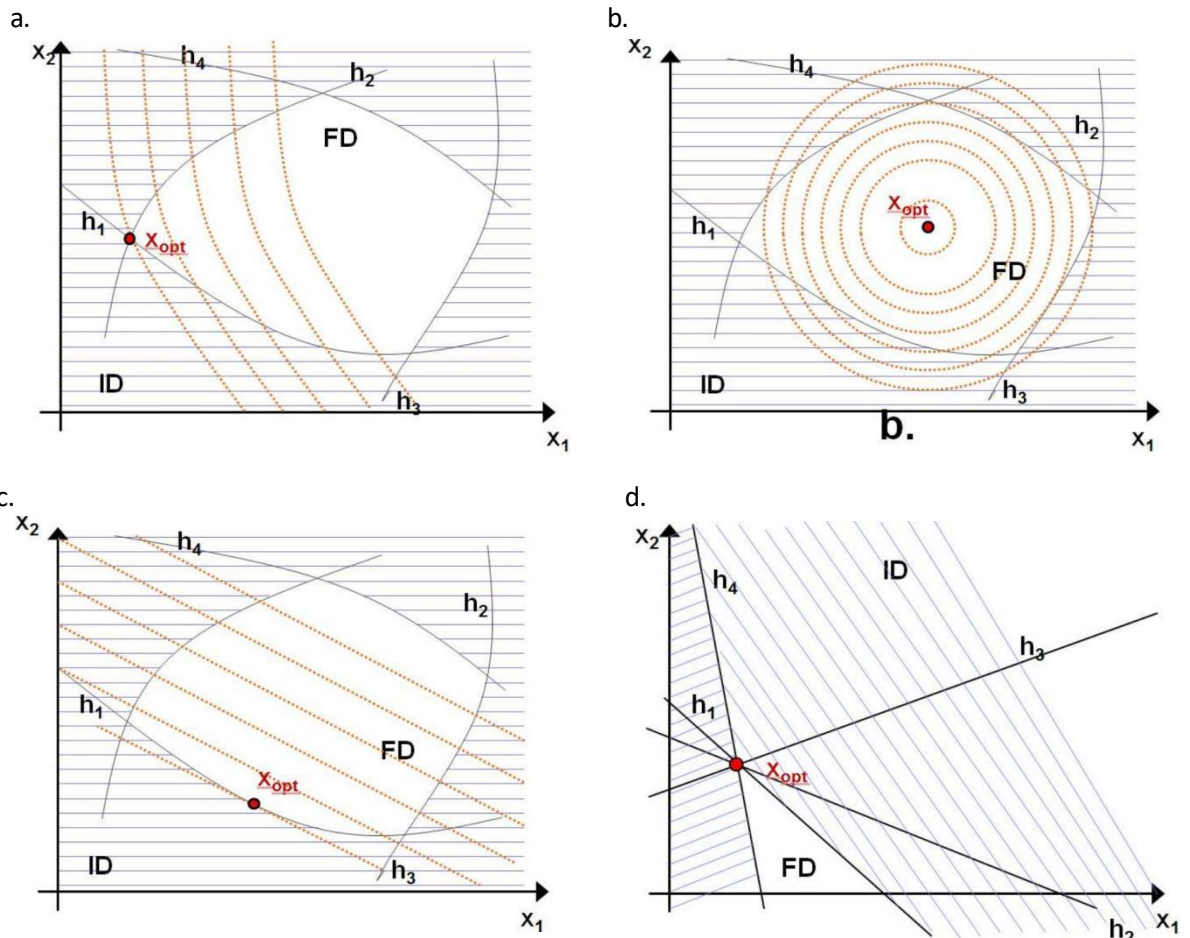 a.
x2
h4
h2
FD
h1
Xopt
ID
h3
x1
b.
x2
h4
h2
Xopt
h1
FD
ID
h3
b.
x1
c.
x2
h4
h2
h1
FD
Xopt
ID
h3
x1
d.
x2
ID
h4
h3
h1
Xopt
FD
h2
x1